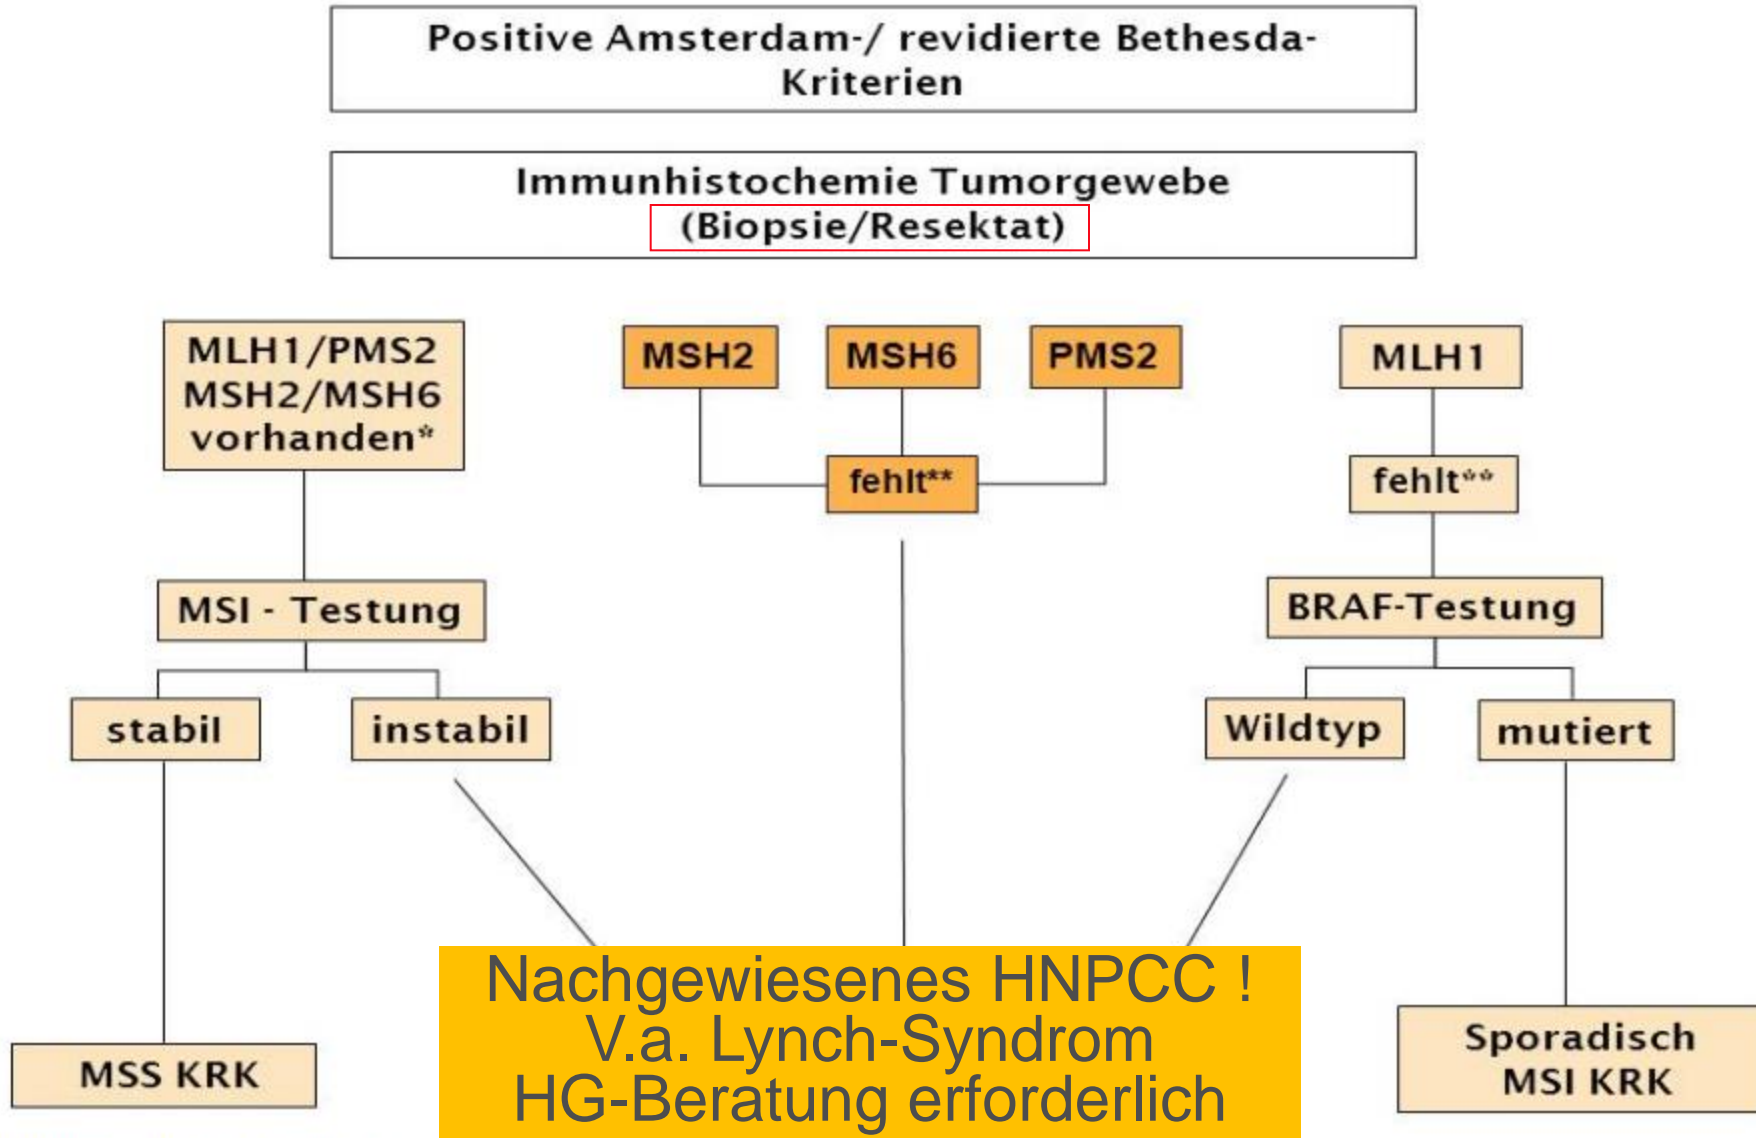 Positive Amsterdam-/ revidierte Bethesda-
Kriterien
Immunhistochemie Tumorgewebe
(Biopsie/Resektat)
MLH1/PMS2
MSH2/MSH6
vorhanden*
MSH2
MSH6
PMS2
MLH1
fehlt**
fehlt**
MSI - Testung
BRAF-Testung
stabil
instabil
Wildtyp
mutiert
Nachgewiesenes HNPCC !
V.a. Lynch-Syndrom
HG-Beratung erforderlich
MSS KRK
Sporadisch
MSI KRK